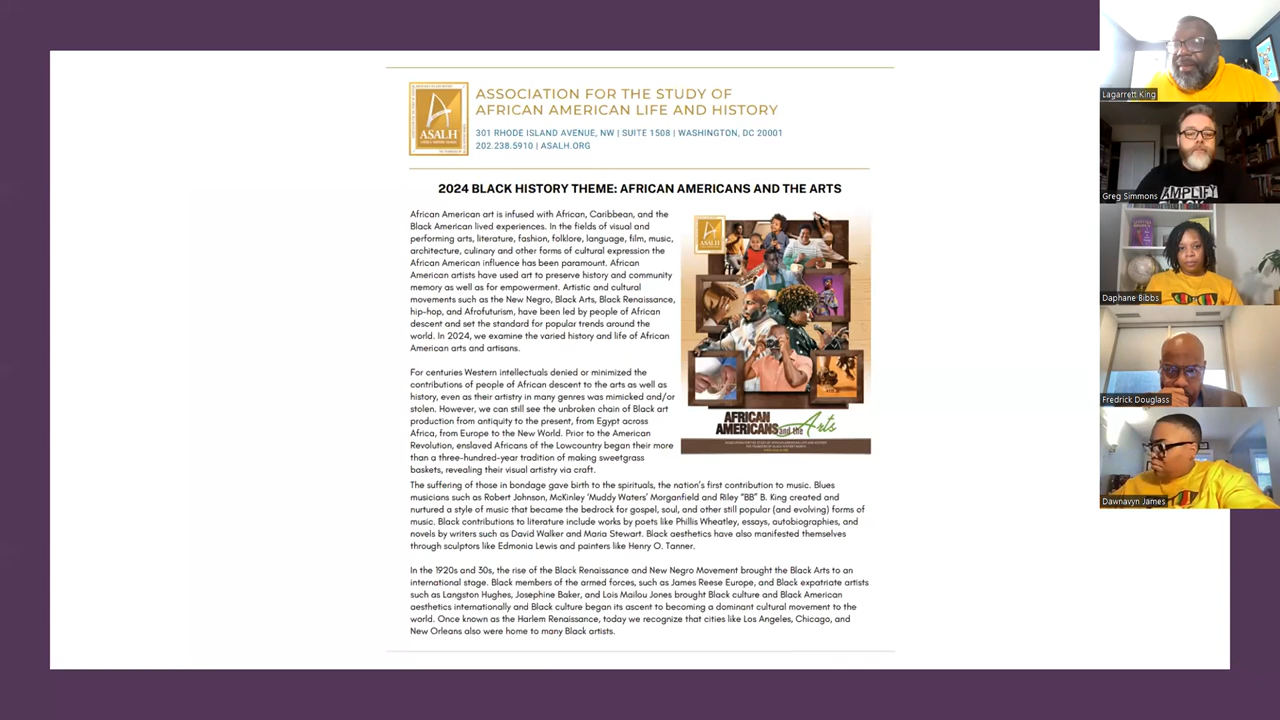 ASALH
ASSOCIATION FOR THE STUDY OF
AFRICAN AMERICAN LIFE AND HISTORY
301 RHODE ISLAND AVENUE, NW | SUITE 1508 | WASHINGTON, DC 20001
202.238.5910 | ASALH.ORG
2024 BLACK HISTORY THEME: AFRICAN AMERICANS AND THE ARTS
African American art is infused with African, Caribbean, and the
Black American lived experiences. In the fields of visual and
performing arts, literature, fashion, folklore, language, film, music,
architecture, culinary and other forms of cultural expression the
African American influence has been paramount. African
American artists have used art to preserve history and community
memory as well as for empowerment. Artistic and cultural
movements such as the New Negro, Black Arts, Black Renaissance,
hip-hop, and Afrofuturism, have been led by people of African
descent and set the standard for popular trends around the
world. In 2024, we examine the varied history and life of African
American arts and artisans.
For centuries Western intellectuals denied or minimized the
contributions of people of African descent to the arts as well as
history, even as their artistry in many genres was mimicked and/or
stolen. However, we can still see the unbroken chain of Black art
production from antiquity to the present, from Egypt across
Africa, from Europe to the New World. Prior to the American
Revolution, enslaved Africans of the Lowcountry began their more
than a three-hundred-year tradition of making sweetgrass
baskets, revealing their visual artistry via craft.
AFRICAN
AMERICANS and the Arts
The suffering of those in bondage gave birth to the spirituals, the nation's first contribution to music. Blues
musicians such as Robert Johnson, McKinley 'Muddy Waters' Morganfield and Riley "BB" B. King created and
nurtured a style of music that became the bedrock for gospel, soul, and other still popular (and evolving) forms of
music. Black contributions to literature include works by poets like Phillis Wheatley, essays, autobiographies, and
novels by writers such as David Walker and Maria Stewart. Black aesthetics have also manifested themselves
through sculptors like Edmonia Lewis and painters like Henry O. Tanner.
In the 1920s and 30s, the rise of the Black Renaissance and New Negro Movement brought the Black Arts to an
international stage. Black members of the armed forces, such as James Reese Europe, and Black expatriate artists
such as Langston Hughes, Josephine Baker, and Lois Mailou Jones brought Black culture and Black American
aesthetics internationally and Black culture began its ascent to becoming a dominant cultural movement to the
world. Once known as the Harlem Renaissance, today we recognize that cities like Los Angeles, Chicago, and
New Orleans also were home to many Black artists.
Lagarrett King
AMPLIFY
Greg Simmons
Daphane Bibbs
Fredrick Douglass
Dawnavyn James